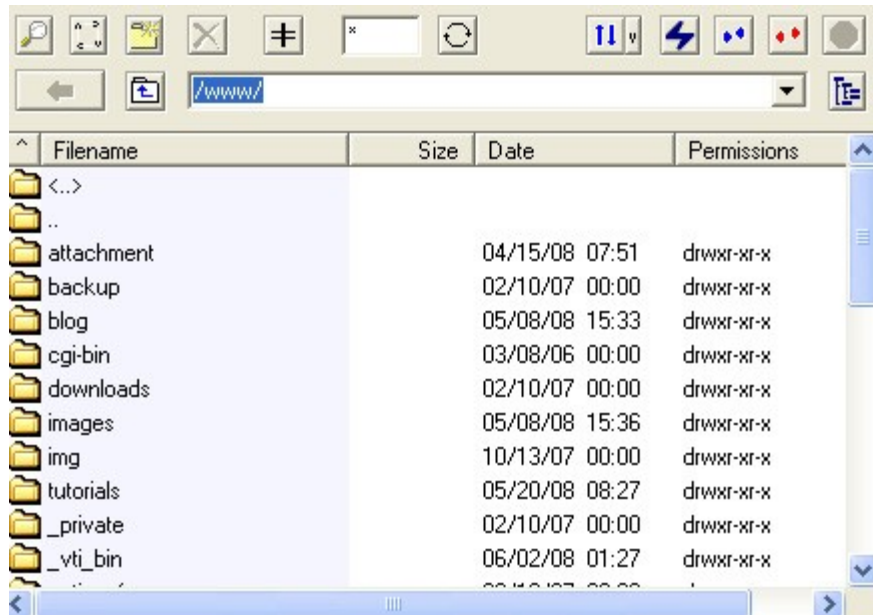 *
/www/
^ Filename Size Date Permissions
<..>
..
attachment 04/15/08 07:51 drwxr-xr-x
backup 02/10/07 00:00 drwxr-xr-x
blog 05/08/08 15:33 drwxr-xr-x
cgi-bin 03/08/06 00:00 drwxr-xr-x
downloads 02/10/07 00:00 drwxr-xr-x
images 05/08/08 15:36 drwxr-xr-x
img 10/13/07 00:00 drwxr-xr-x
tutorials 05/20/08 08:27 drwxr-xr-x
_private 02/10/07 00:00 drwxr-xr-x
_vti_bin 06/02/08 01:27 drwxr-xr-x